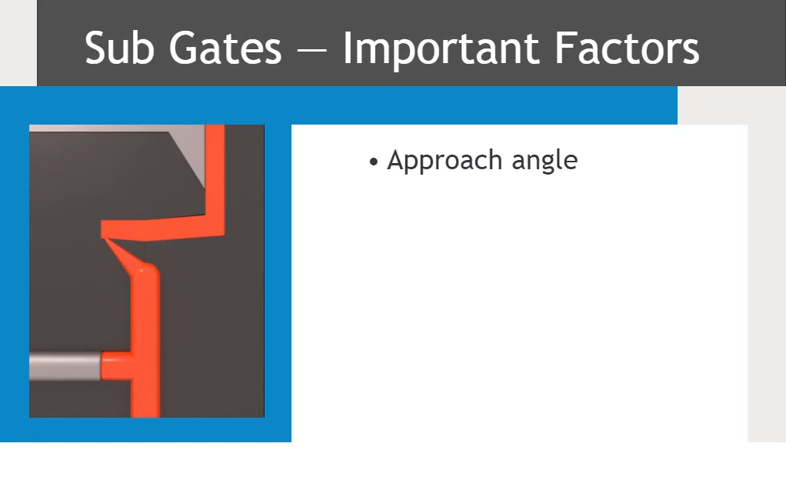 Sub Gates — Important Factors
• Approach angle